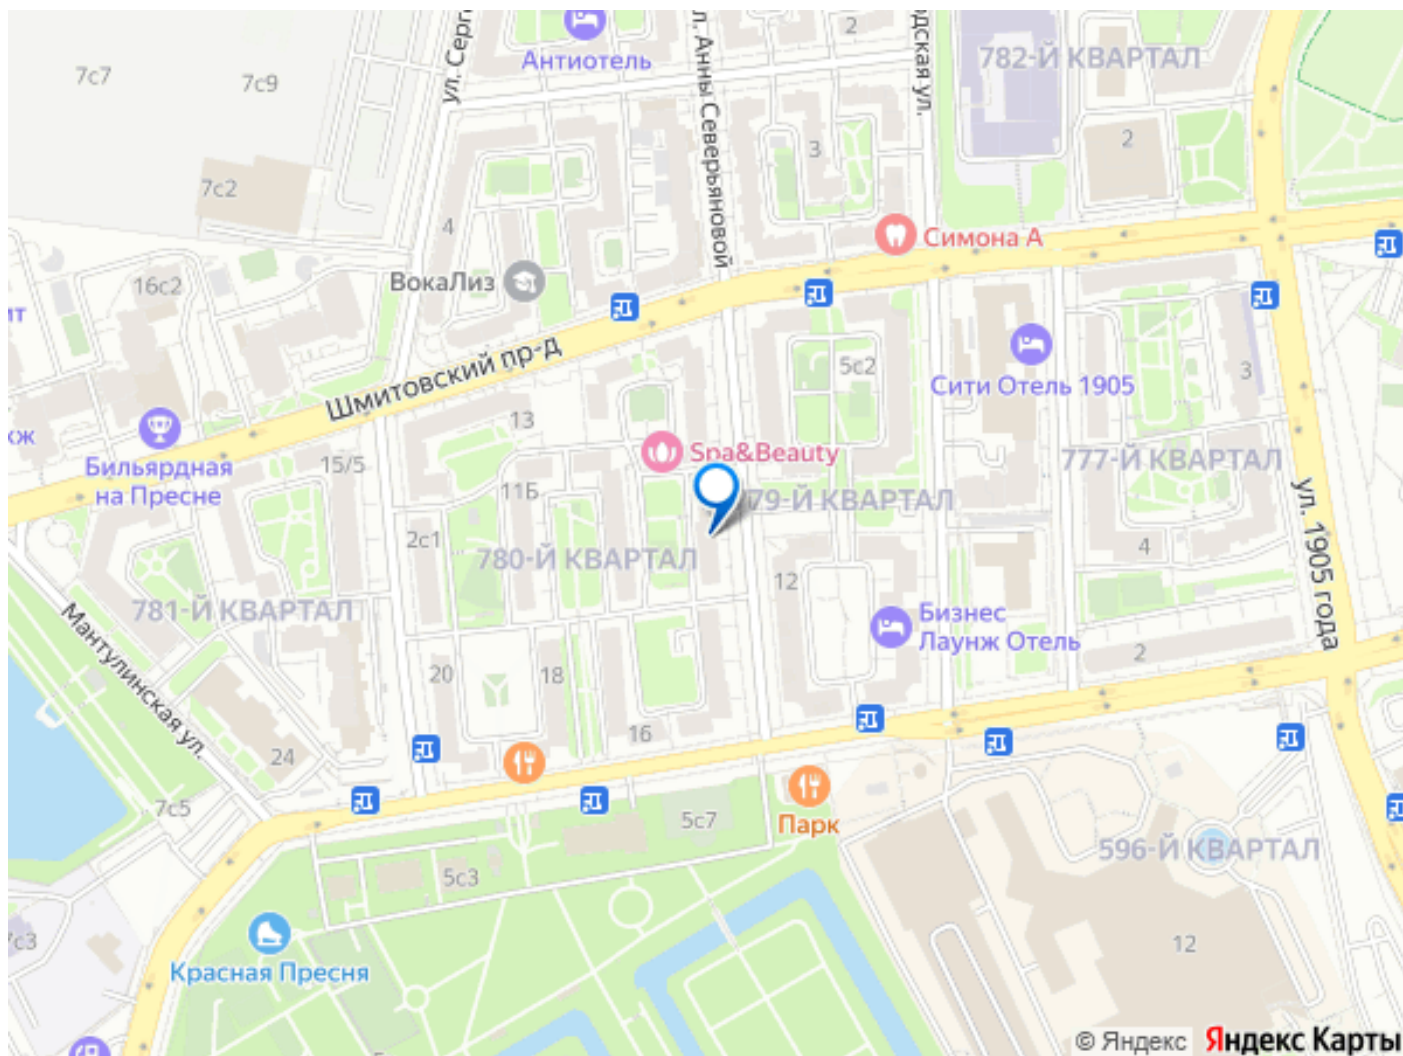 7с7
7с9
ул. Серг
Антиотель
л. Анны Северьяновой
2
дская ул.
782-Й КВАРТАЛ
2
3
7с2
4
Симона А
ВокаЛиз
16с2
ит
Шмитовский пр-д
5с2
Сити Отель 1905
3
13
кж
Бильярдная
на Пресне
15/5
Spa&Beauty
777-Й КВАРТАЛ
11Б
79-Й КВАРТАЛ
ул. 1905 года
2с1
780-Й КВАРТАЛ
4
12
781-Й КВАРТАЛ
Мантулинская ул.
Бизнес
Лаунж Отель
2
20
18
16
24
7с5
5с7
Парк
596-Й КВАРТАЛ
5с3
7с3
12
Красная Пресня
© Яндекс Яндекс Карты